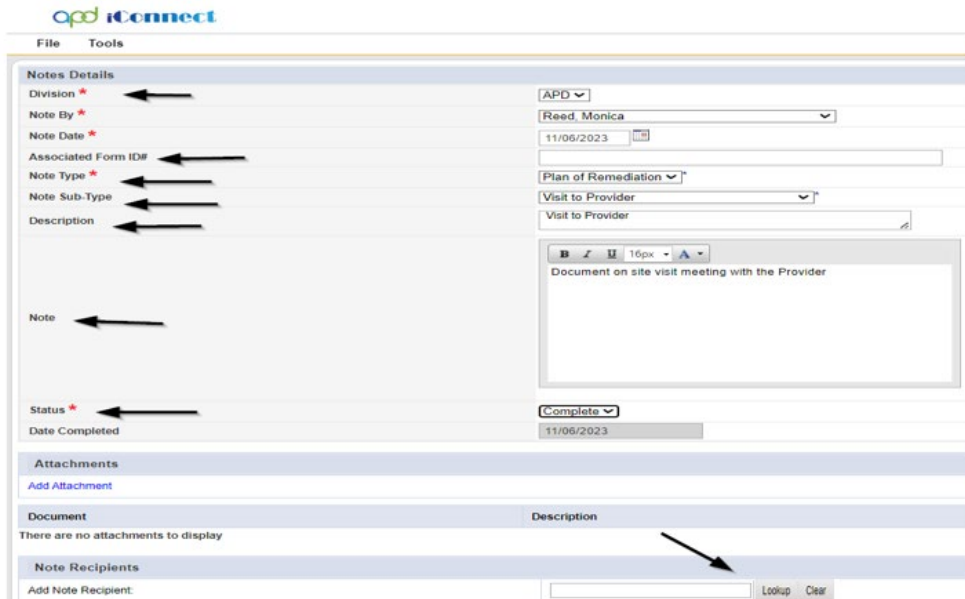 apd iConnect
File Tools
Notes Details
Division * APD
Note By * Reed, Monica
Note Date * 11/06/2023
Associated Form ID#
Note Type * Plan of Remediation *
Note Sub-Type Visit to Provider *
Description Visit to Provider
B I U 16px A
Document on site visit meeting with the Provider
Note
Status * Complete
Date Completed 11/06/2023
Attachments
Add Attachment
Document Description
There are no attachments to display
Note Recipients
Add Note Recipient: Lookup Clear